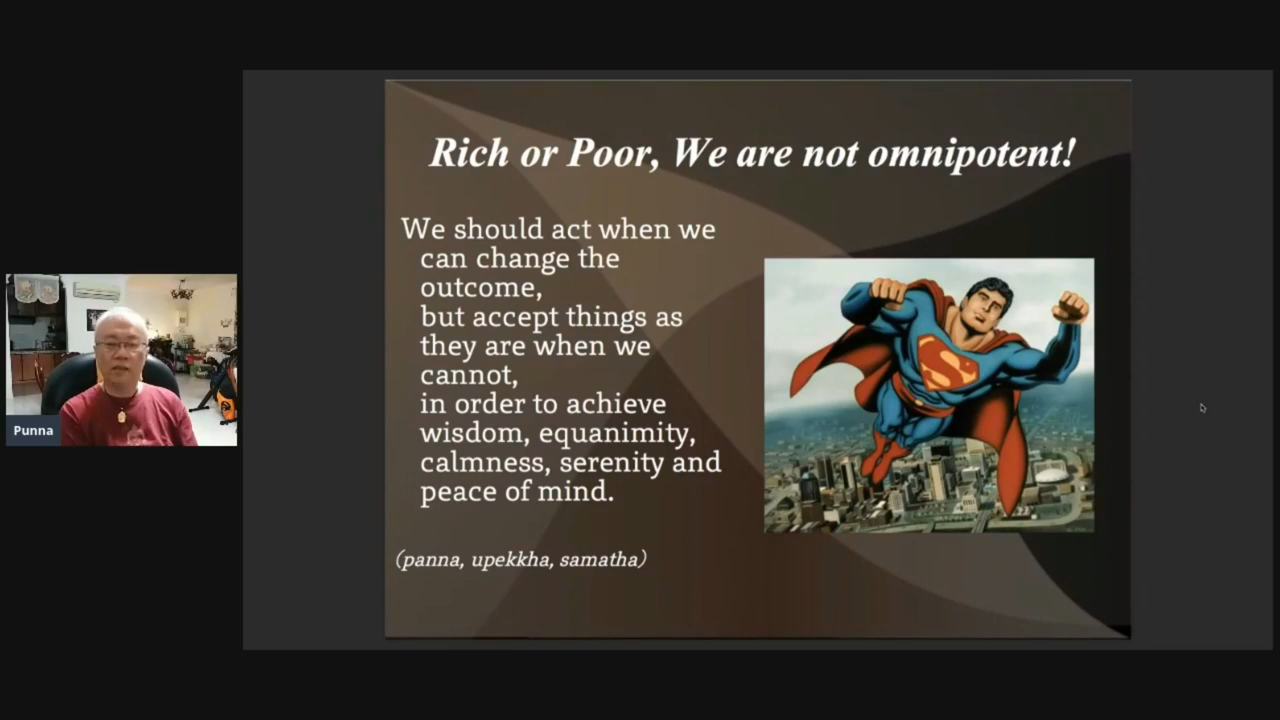 Rich or Poor, We are not omnipotent!
We should act when we
can change the
outcome,
but accept things as
they are when we
cannot,
in order to achieve
wisdom, equanimity,
calmness, serenity and
peace of mind.
(panna, upekkha, samatha)
Punna